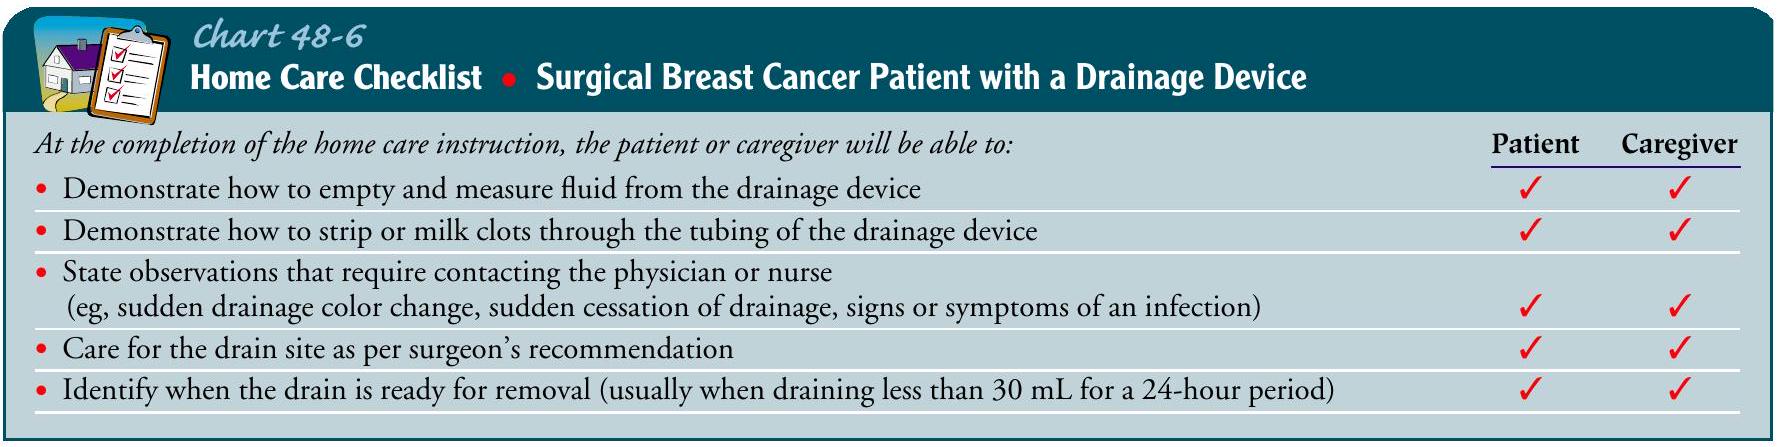 Chart 48-6
Home Care Checklist • Surgical Breast Cancer Patient with a Drainage Device
At the completion of the home care instruction, the patient or caregiver will be able to: Patient Caregiver
• Demonstrate how to empty and measure fluid from the drainage device ✓ ✓
• Demonstrate how to strip or milk clots through the tubing of the drainage device ✓ ✓
• State observations that require contacting the physician or nurse
(eg, sudden drainage color change, sudden cessation of drainage, signs or symptoms of an infection) ✓ ✓
• Care for the drain site as per surgeon’s recommendation ✓ ✓
• Identify when the drain is ready for removal (usually when draining less than 30 mL for a 24-hour period) ✓ ✓